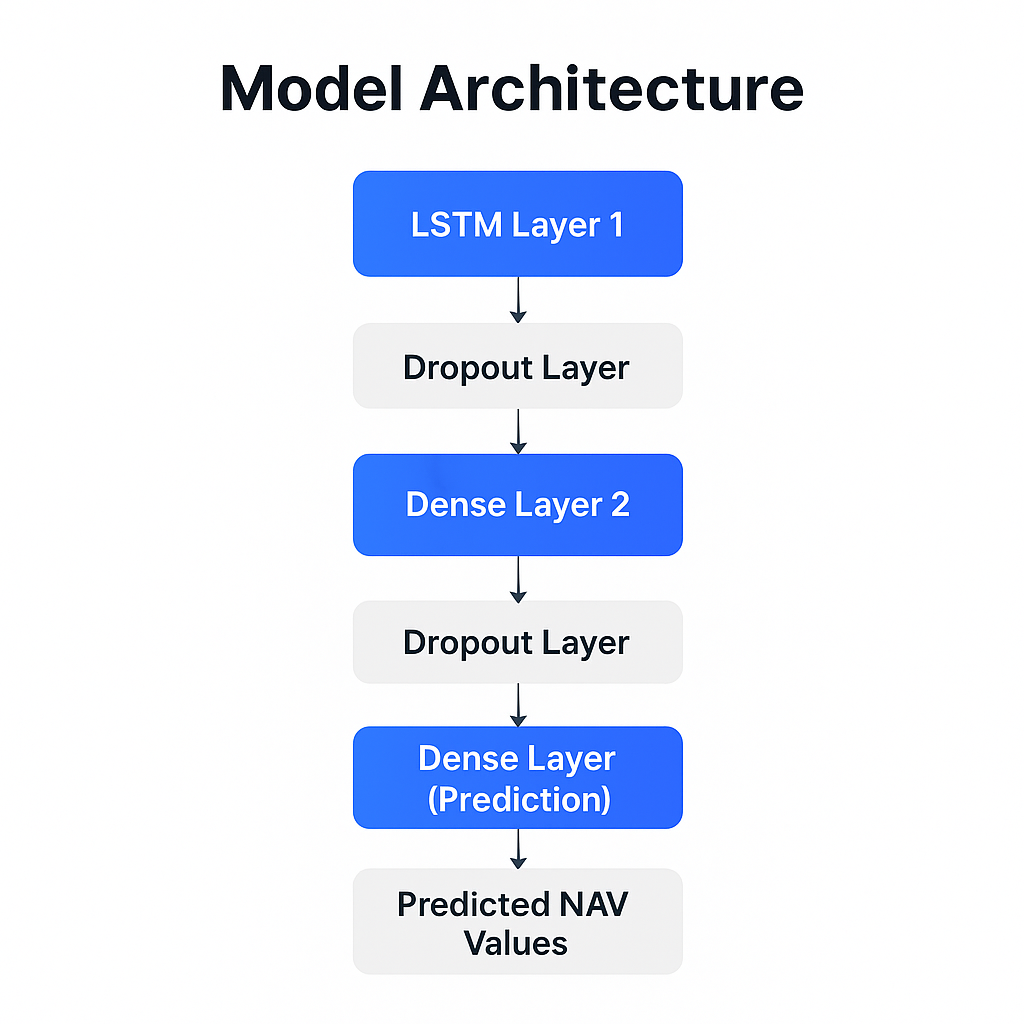 Model Architecture
LSTM Layer 1
Dropout Layer
Dense Layer 2
Dropout Layer
Dense Layer
(Prediction)
Predicted NAV
Values